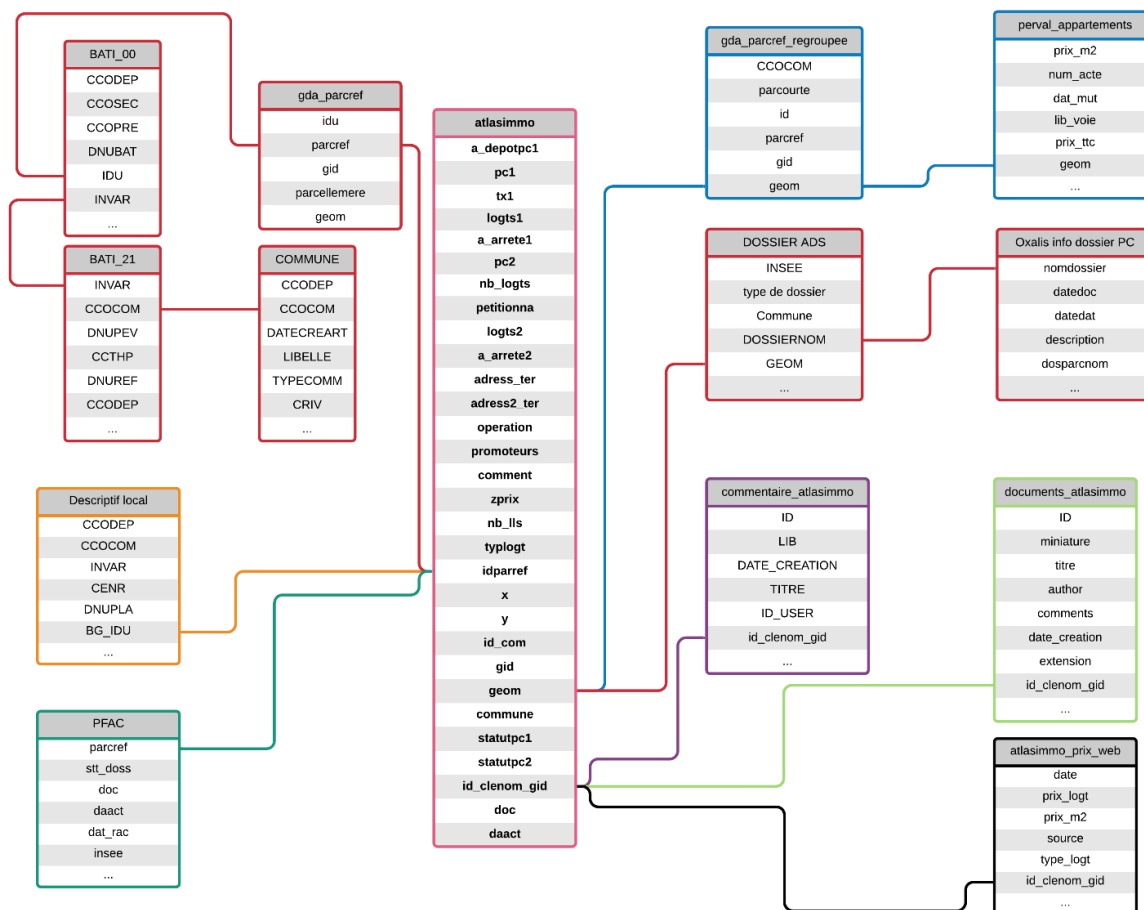 BATI_00
CCODEP
CCOSEC
CCOPRE
DNUBAT
IDU
INVAR
...
BATI_21
INVAR
CCOCOM
DNUPEV
CCTHP
DNUREF
CCODEP
...
gda_parcref
idu
parcref
gid
parcellemere
geom
COMMUNE
CCODEP
CCOCOM
DATECREART
LIBELLE
TYPECOMM
CRIV
...
Descriptif local
CCODEP
CCOCOM
INVAR
CENR
DNUPLA
BG_IDU
...
PFAC
parcref
stt_doss
doc
daact
dat_rac
insee
...
atlasimmo
a_depotpc1
pc1
tx1
logts1
a_arrete1
pc2
nb_logts
petitionna
logts2
a_arrete2
adress_ter
adress2_ter
operation
promoteurs
comment
zprix
nb_lls
typlogt
idparref
x
y
id_com
gid
geom
commune
statutpc1
statutpc2
id_clenom_gid
doc
daact
gda_parcref_regroupee
CCOCOM
parcourte
id
parcref
gid
geom
perval_appartements
prix_m2
num_acte
dat_mut
lib_voie
prix_ttc
geom
...
DOSSIER ADS
INSEE
type de dossier
Commune
DOSSIERNOM
GEOM
...
Oxalis info dossier PC
nomdossier
datedoc
datedat
description
dosparcnom
...
commentaire_atlasimmo
ID
LIB
DATE_CREATION
TITRE
ID_USER
id_clenom_gid
...
documents_atlasimmo
ID
miniature
titre
author
comments
date_creation
extension
id_clenom_gid
...
atlasimmo_prix_web
date
prix_logt
prix_m2
source
type_logt
id_clenom_gid
...